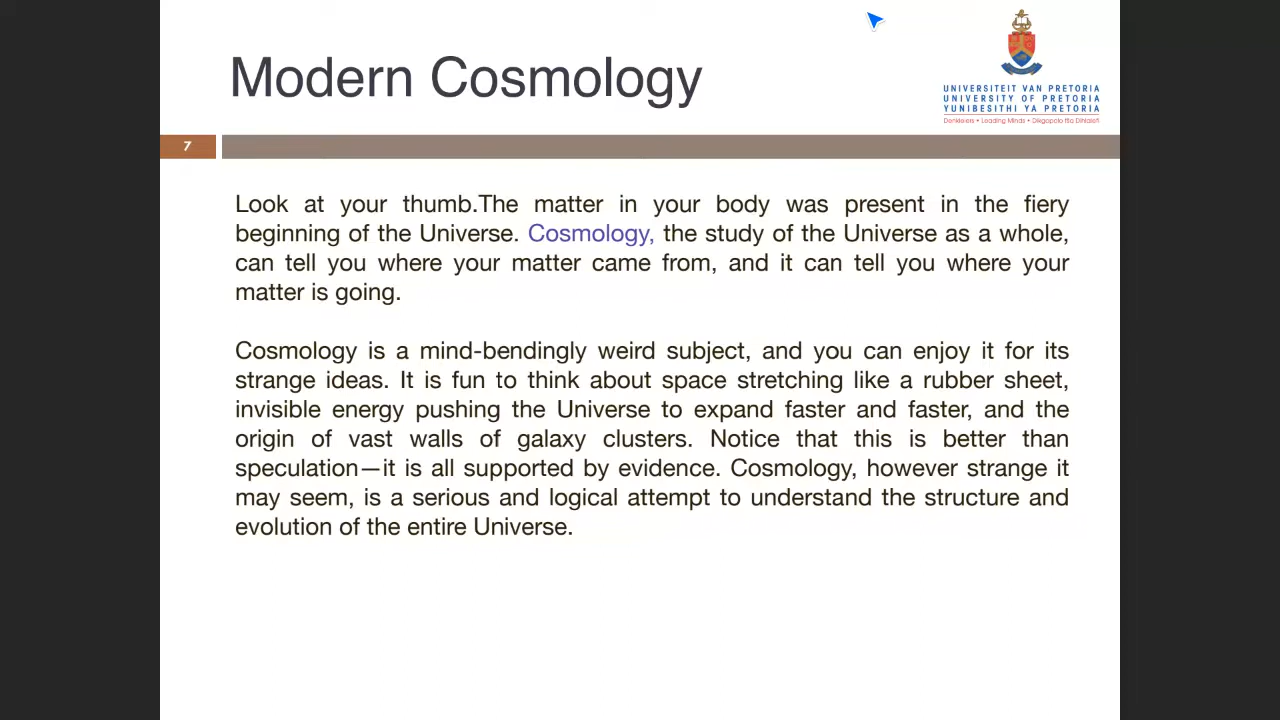 Modern Cosmology
UNIVERSITEIT VAN PRETORIA
UNIVERSITY OF PRETORIA
YUNIBESITHI YA PRETORIA
Denkleiers • Leading Minds • Dikgopolo tša Dihlalefi
7
Look at your thumb.The matter in your body was present in the fiery
beginning of the Universe. Cosmology, the study of the Universe as a whole,
can tell you where your matter came from, and it can tell you where your
matter is going.
Cosmology is a mind-bendingly weird subject, and you can enjoy it for its
strange ideas. It is fun to think about space stretching like a rubber sheet,
invisible energy pushing the Universe to expand faster and faster, and the
origin of vast walls of galaxy clusters. Notice that this is better than
speculation—it is all supported by evidence. Cosmology, however strange it
may seem, is a serious and logical attempt to understand the structure and
evolution of the entire Universe.